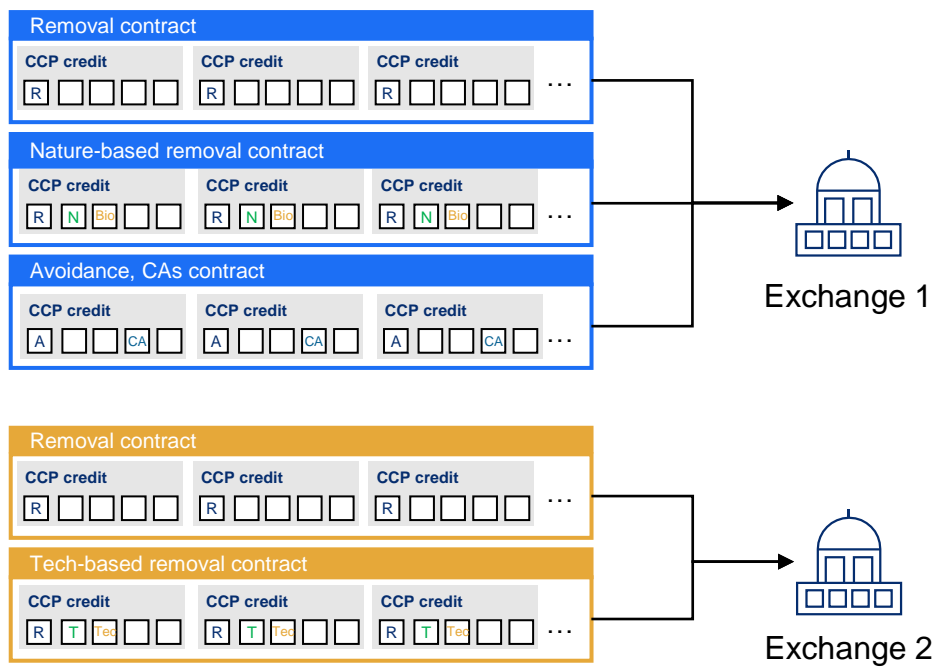 Removal contract
CCP credit CCP credit CCP credit
R R R ...
Nature-based removal contract
CCP credit CCP credit CCP credit
R N Bio R N Bio R N Bio ...
Avoidance, CAs contract
CCP credit CCP credit CCP credit
A CA A CA A CA ...
Exchange 1
Removal contract
CCP credit CCP credit CCP credit
R R R ...
Tech-based removal contract
CCP credit CCP credit CCP credit
R T Tec R T Tec R T Tec ...
Exchange 2